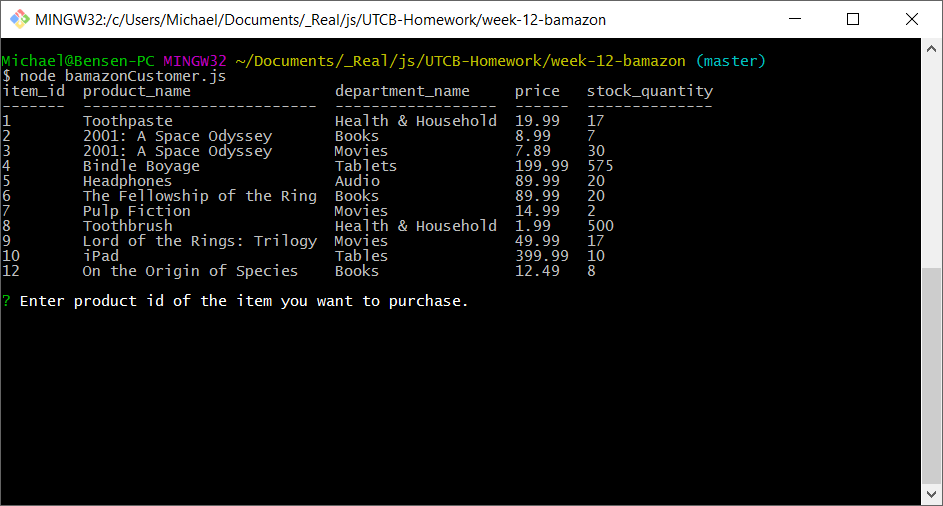 MINGW32:/c/Users/Michael/Documents/_Real/js/UTCB-Homework/week-12-bamazon
Michael@Bensen-PC MINGW32 ~/Documents/_Real/js/UTCB-Homework/week-12-bamazon (master)
$ node bamazonCustomer.js
item_id  product_name                department_name     price   stock_quantity
-------  --------------------------  ------------------  ------  --------------
1        Toothpaste                  Health & Household  19.99   17
2        2001: A Space Odyssey       Books               8.99    7
3        2001: A Space Odyssey       Movies              7.89    30
4        Bindle Boyage               Tablets             199.99  575
5        Headphones                  Audio               89.99   20
6        The Fellowship of the Ring  Books               89.99   20
7        Pulp Fiction                Movies              14.99   2
8        Toothbrush                  Health & Household  1.99    500
9        Lord of the Rings: Trilogy  Movies              49.99   17
10       iPad                        Tables              399.99  10
12       On the Origin of Species    Books               12.49   8
? Enter product id of the item you want to purchase.